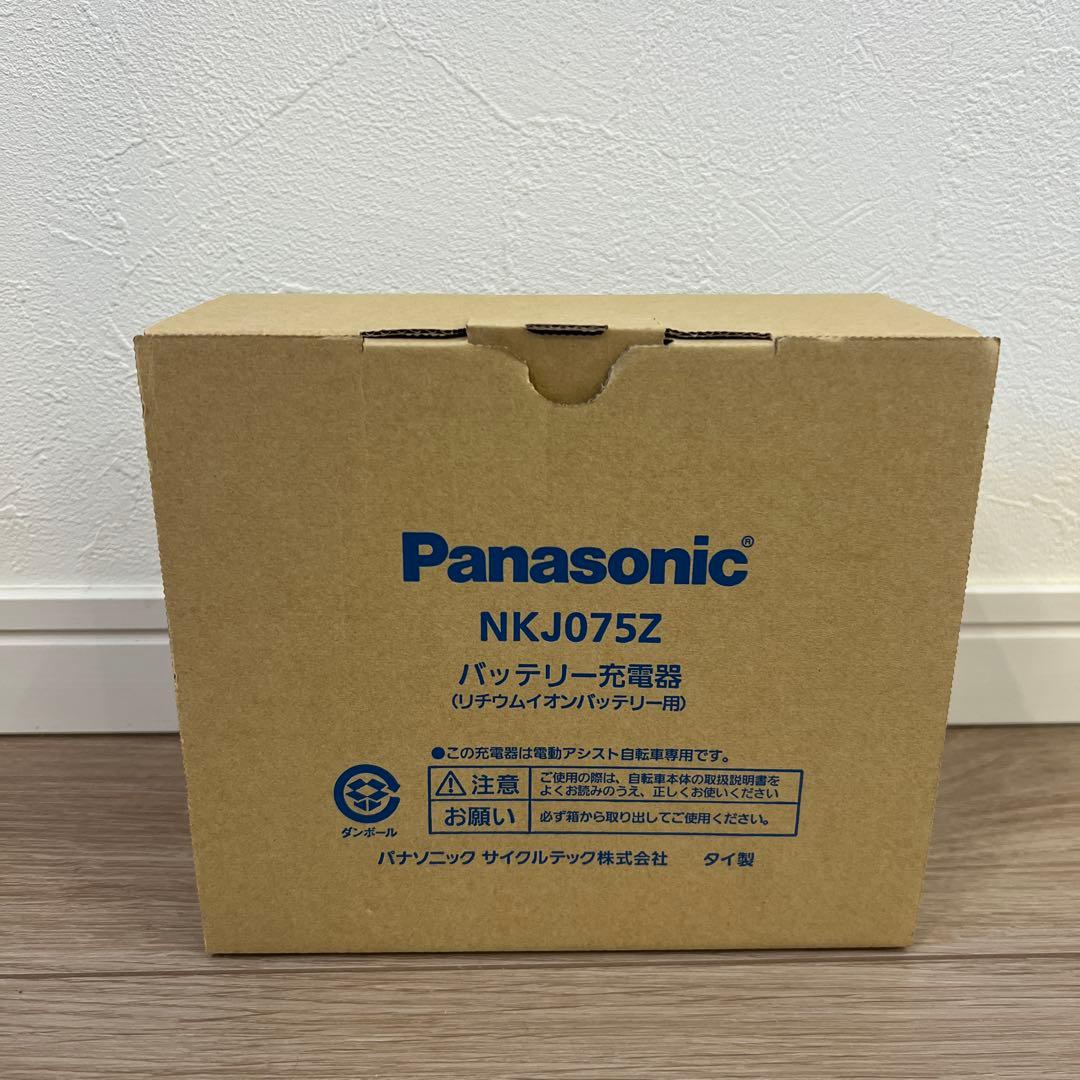 Panasonic®
NKJ075Z
バッテリー充電器
(リチウムイオンバッテリー用)
●この充電器は電動アシスト自転車専用です。
注意 ご使用の際は、自転車本体の取扱説明書を
よくお読みのうえ、正しくお使いください
お願い 必ず箱から取り出してご使用ください。
ダンボール
パナソニック サイクルテック株式会社 タイ製